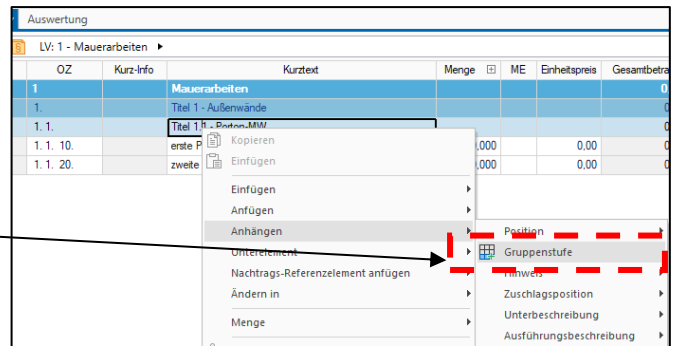 Auswertung
LV: 1 - Mauerarbeiten
OZ Kurz-Info Kurztext Menge ME Einheitspreis Gesamtbetra
1 Mauerarbeiten 0
1. Titel 1 - Außenwände 0
1. 1. Titel 1.1 - Porton-MW 0
1. 1. 10. erste P ,000 0,00 0
1. 1. 20. zweite ,000 0,00 0
Kopieren
Einfügen
Einfügen
Anfügen
Anhängen
Unterelement
Nachtrags-Referenzelement anfügen
Ändern in
Menge
Position
Gruppenstufe
Hinweis
Zuschlagsposition
Unterbeschreibung
Ausführungsbeschreibung